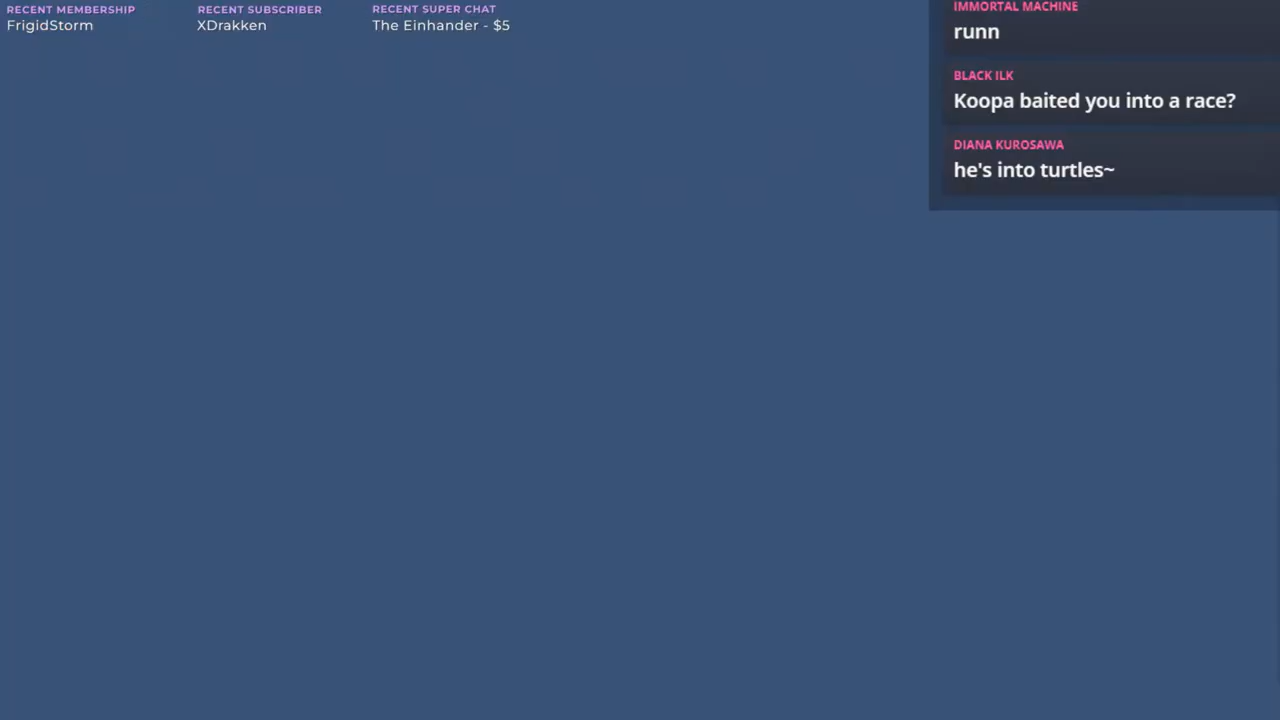 RECENT MEMBERSHIP
FrigidStorm
RECENT SUBSCRIBER
XDrakken
RECENT SUPER CHAT
The Einhander - $5
IMMORTAL MACHINE
runn
BLACK ILK
Koopa baited you into a race?
DIANA KUROSAWA
he's into turtles~